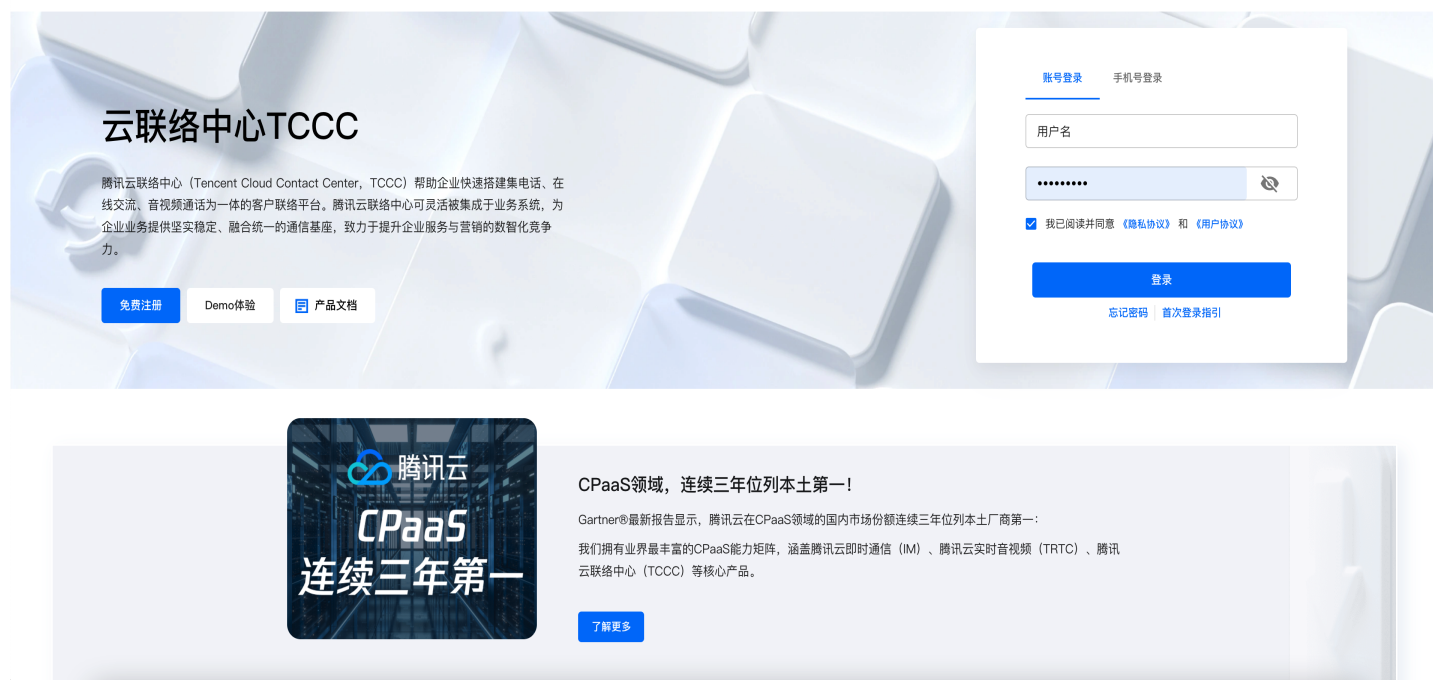 云联络中心TCCC
腾讯云联络中心（Tencent Cloud Contact Center，TCCC）帮助企业快速搭建集电话、在
线交流、音视频通话为一体的客户联络平台。腾讯云联络中心可灵活被集成于业务系统，为
企业业务提供坚实稳定、融合统一的通信基座，致力于提升企业服务与营销的数智化竞争
力。
免费注册
Demo体验
产品文档
账号登录
手机号登录
用户名
•••••••••
我已阅读并同意 《隐私协议》 和 《用户协议》
登录
忘记密码
首次登录指引
腾讯云
CPaaS
连续三年第一
CPaaS领域，连续三年位列本土第一！
Gartner®最新报告显示，腾讯云在CPaaS领域的国内市场份额连续三年位列本土厂商第一：
我们拥有业界最丰富的CPaaS能力矩阵，涵盖腾讯云即时通信（IM）、腾讯云实时音视频（TRTC）、腾讯
云联络中心（TCCC）等核心产品。
了解更多